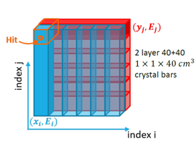 Hit
(y_j, E_j)
2 layer 40+40
1 × 1 × 40 cm³
crystal bars
index j
(x_i, E_i)
index i